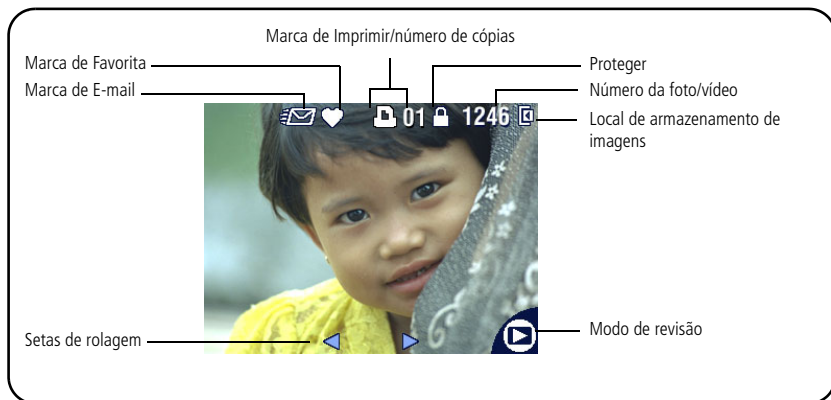 Marca de Imprimir/número de cópias
Marca de Favorita
Marca de E-mail
Proteger
Número da foto/vídeo
Local de armazenamento de
imagens
01 1246
Setas de rolagem
Modo de revisão